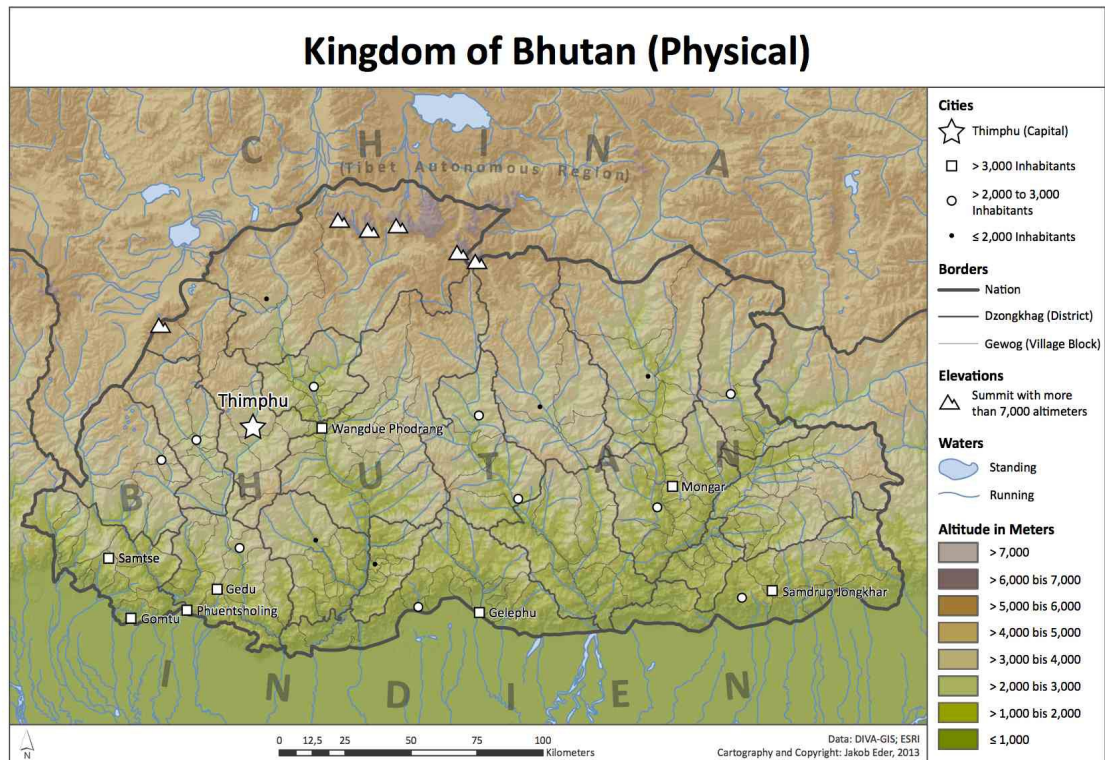 Kingdom of Bhutan (Physical)
CHINA
(Tibet Autonomous Region)
Thimphu
Wangdue Phodrang
BHUTAN
Mongar
Samtse
Gedu
Samdrup Jongkhar
Phuentsholing
Gomtu
Gelephu
INDIEN
Cities
Thimphu (Capital)
> 3,000 Inhabitants
> 2,000 to 3,000
Inhabitants
≤ 2,000 Inhabitants
Borders
Nation
Dzongkhag (District)
Gewog (Village Block)
Elevations
Summit with more
than 7,000 altimeters
Waters
Standing
Running
Altitude in Meters
> 7,000
> 6,000 bis 7,000
> 5,000 bis 6,000
> 4,000 bis 5,000
> 3,000 bis 4,000
> 2,000 bis 3,000
> 1,000 bis 2,000
≤ 1,000
N
0 12,5 25 50 75 100
Kilometers
Data: DIVA-GIS; ESRI
Cartography and Copyright: Jakob Eder, 2013